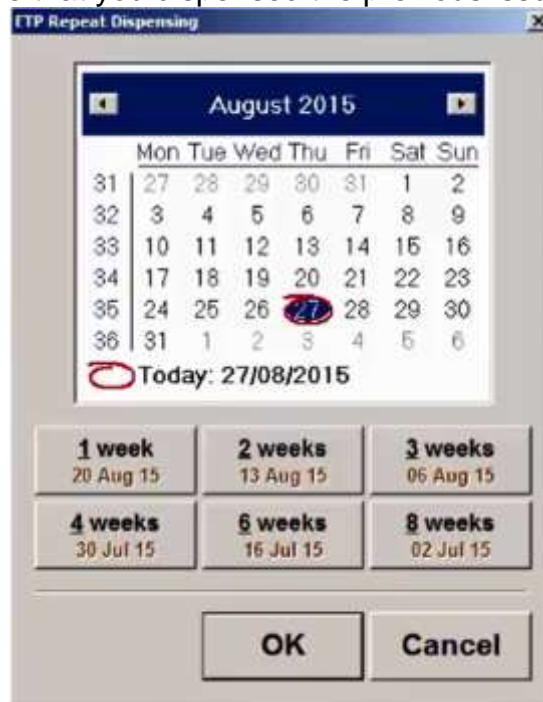 that you dispensed the previous
ETP Repeat Dispensing
August 2015
Mon Tue Wed Thu Fri Sat Sun
31 27 28 29 30 31 1 2
32 3 4 5 6 7 8 9
33 10 11 12 13 14 15 16
34 17 18 19 20 21 22 23
35 24 25 26 27 28 29 30
36 31 1 2 3 4 5 6
Today: 27/08/2015
1 week 2 weeks 3 weeks
20 Aug 15 13 Aug 15 06 Aug 15
4 weeks 6 weeks 8 weeks
30 Jul 15 16 Jul 15 02 Jul 15
OK Cancel